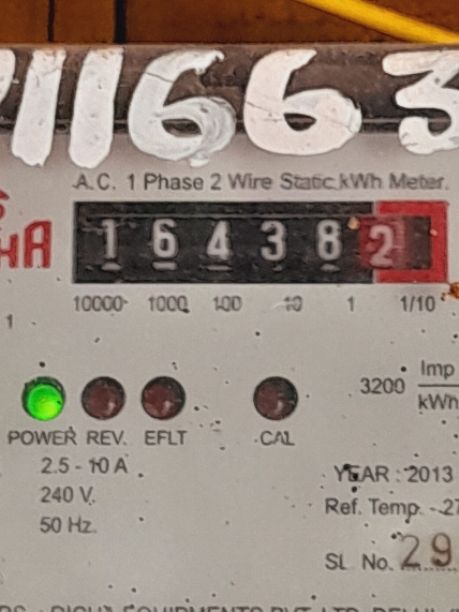 11663
A.C. 1 Phase 2 Wire Static kWh Meter.
HA
1 6 4 3 8 2
10000 1000 100 10 1 1/10
1
3200 Imp
kWh
POWER REV. EFLT CAL
2.5 - 10 A
240 V.
50 Hz.
YEAR : 2013
Ref. Temp. - 27
SL. No. 29